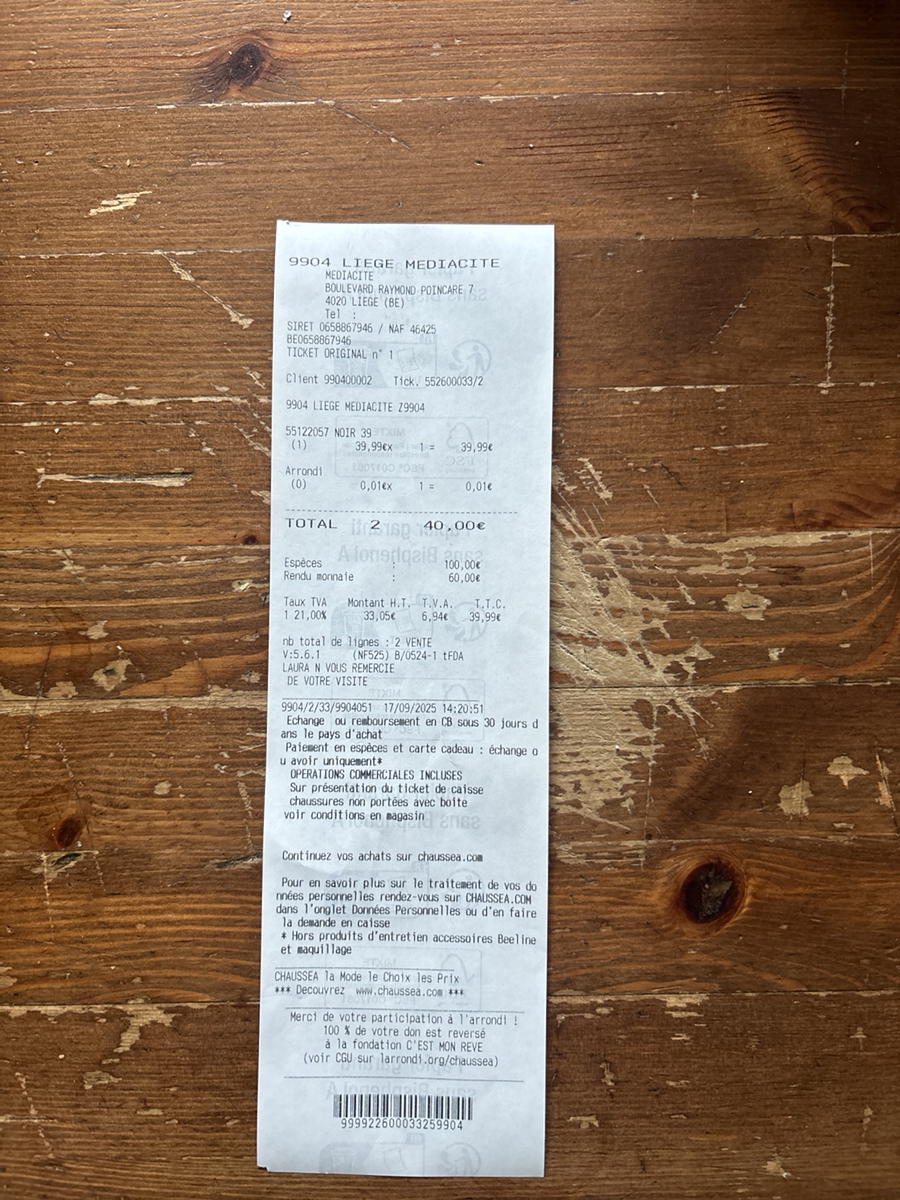 9904 LIEGE MEDIACITE
MEDIACITE
BOULEVARD RAYMOND POINCARE 7
4020 LIEGE (BE)
Tel :
SIRET 0658867946 / NAF 46425
BE0658867946
TICKET ORIGINAL n° 1
Client 990400002 Tick. 552600033/2
9904 LIEGE MEDIACITE Z9904
55122057 NOIR 39
(1) 39,99€x 1 = 39,99€
Arrondi
(0) 0,01€x 1 = 0,01€
TOTAL 2 40,00€
Espèces : 100,00€
Rendu monnaie : 60,00€
Taux TVA Montant H.T. T.V.A. T.T.C.
1 21,00% 33,05€ 6,94€ 39,99€
nb total de lignes : 2 VENTE
V:5.6.1 (NF525) B/0524-1 tFDA
LAURA N VOUS REMERCIE
DE VOTRE VISITE
9904/2/33/9904051 17/09/2025 14:20:51
Echange ou remboursement en CB sous 30 jours d
ans le pays d'achat
Paiement en espèces et carte cadeau : échange o
u avoir uniquement*
OPERATIONS COMMERCIALES INCLUSES
Sur présentation du ticket de caisse
chaussures non portées avec boite
voir conditions en magasin
Continuez vos achats sur chaussea.com
Pour en savoir plus sur le traitement de vos do
nnées personnelles rendez-vous sur CHAUSSEA.COM
dans l'onglet Données Personnelles ou d'en faire
la demande en caisse
* Hors produits d'entretien accessoires Beeline
et maquillage
CHAUSSEA la Mode le Choix les Prix
*** Decouvrez www.chaussea.com ***
Merci de votre participation à l'arrondi !
100 % de votre don est reversé
à la fondation C'EST MON REVE
(voir CGU sur larrondi.org/chaussea)
999922600033259904